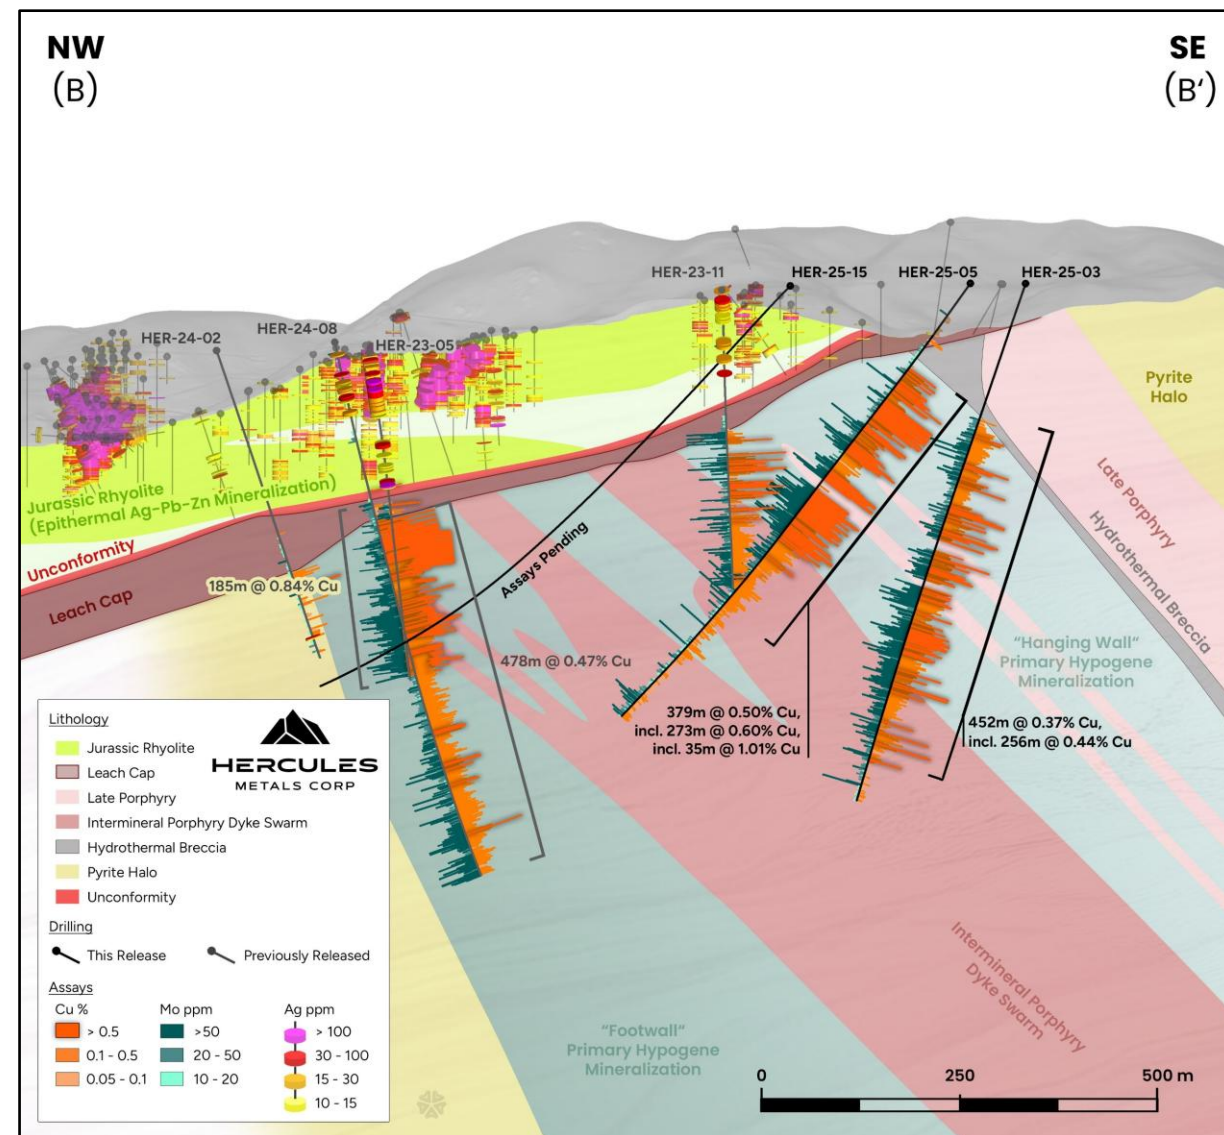 NW
(B)
SE
(B')
HER-23-11
HER-25-15
HER-25-05
HER-25-03
HER-24-02
HER-24-08
HER-23-05
Pyrite
Halo
Jurassic Rhyolite
(Epithermal Ag-Pb-Zn Mineralization)
Unconformity
Leach Cap
185m @ 0.84% Cu
Assays Pending
478m @ 0.47% Cu
Late Porphyry
Hydrothermal Breccia
"Hanging Wall"
Primary Hypogene
Mineralization
379m @ 0.50% Cu,
incl. 273m @ 0.60% Cu,
incl. 35m @ 1.01% Cu
452m @ 0.37% Cu,
incl. 256m @ 0.44% Cu
Intermineral Porphyry
Dyke Swarm
"Footwall"
Primary Hypogene
Mineralization
Lithology
Jurassic Rhyolite
Leach Cap
Late Porphyry
Intermineral Porphyry Dyke Swarm
Hydrothermal Breccia
Pyrite Halo
Unconformity
HERCULES
METALS CORP
Drilling
This Release
Previously Released
Assays
Cu %
Mo ppm
Ag ppm
> 0.5
>50
> 100
0.1 - 0.5
20 - 50
30 - 100
0.05 - 0.1
10 - 20
15 - 30
10 - 15
0
250
500 m